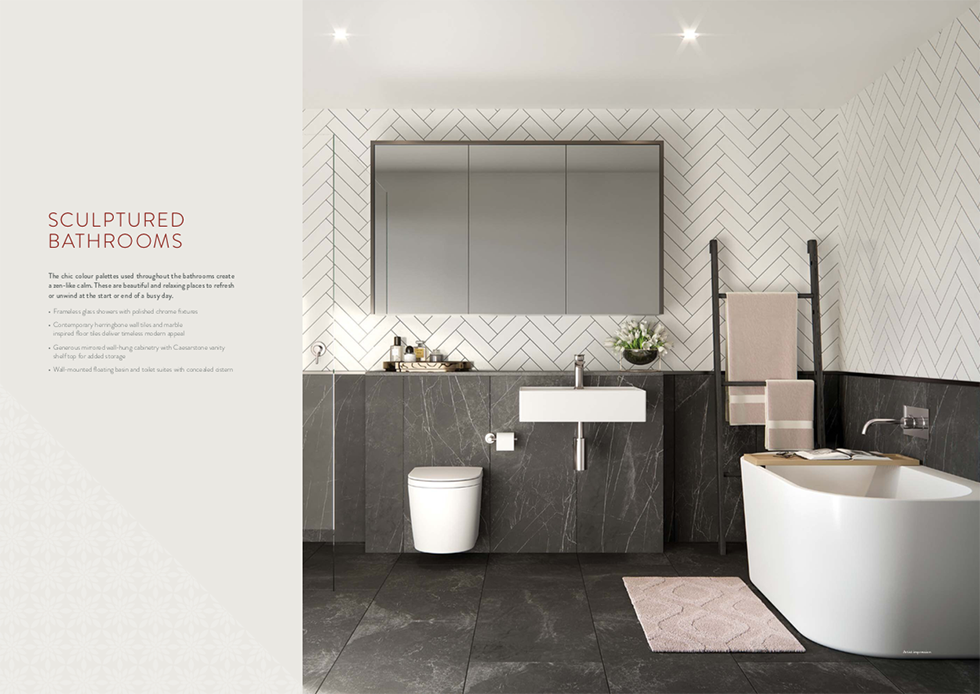 SCULPTURED
BATHROOMS
The chic colour palettes used throughout the bathrooms create
a zen-like calm. These are beautiful and relaxing places to refresh
or unwind at the start or end of a busy day.
• Frameless glass showers with polished chrome fixtures
• Contemporary herringbone wall tiles and marble
inspired floor tiles deliver timeless modern appeal
• Generous mirrored wall-hung cabinetry with Caesarstone vanity
shelf top for added storage
• Wall-mounted floating basin and toilet suites with concealed cistern
Artist impression.